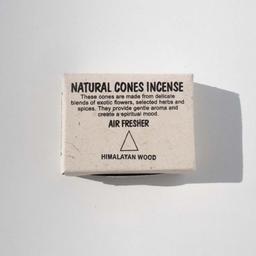 NATURAL CONES INCENSE
These cones are made from delicate
blends of exotic flowers, selected herbs and
spices. They provide gentle aroma and
create a spiritual mood.
AIR FRESHER
HIMALAYAN WOOD